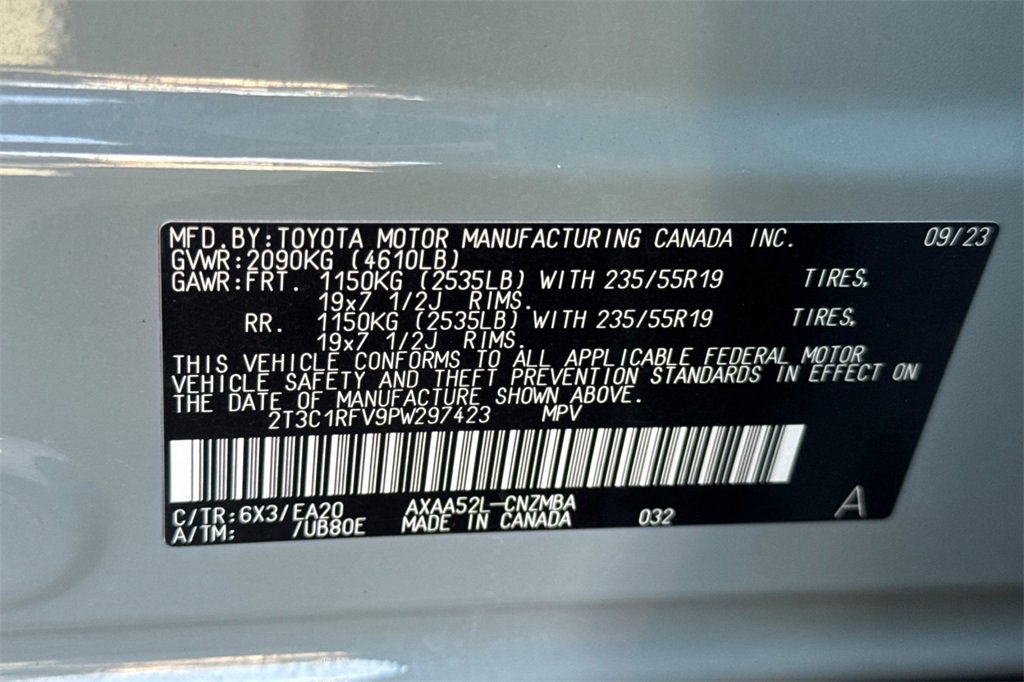 MFD.BY:TOYOTA MOTOR MANUFACTURING CANADA INC. 09/23
GVWR:2090KG (4610LB)
GAWR:FRT. 1150KG (2535LB) WITH 235/55R19 TIRES,
19x7 1/2J RIMS.
RR. 1150KG (2535LB) WITH 235/55R19 TIRES,
19x7 1/2J RIMS.
THIS VEHICLE CONFORMS TO ALL APPLICABLE FEDERAL MOTOR
VEHICLE SAFETY AND THEFT PREVENTION STANDARDS IN EFFECT ON
THE DATE OF MANUFACTURE SHOWN ABOVE.
2T3C1RFV9PW297423 MPV
C/TR:6X3/EA20 AXAA52L-CNZMBA
A/TM: /UB80E MADE IN CANADA 032 A